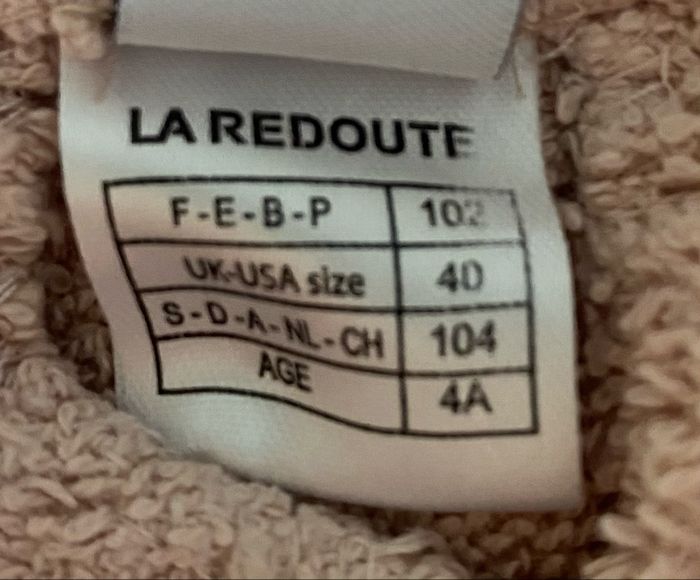 LA REDOUTE
F-E-B-P 102
UK-USA size 40
S-D-A-NL-CH 104
AGE 4A